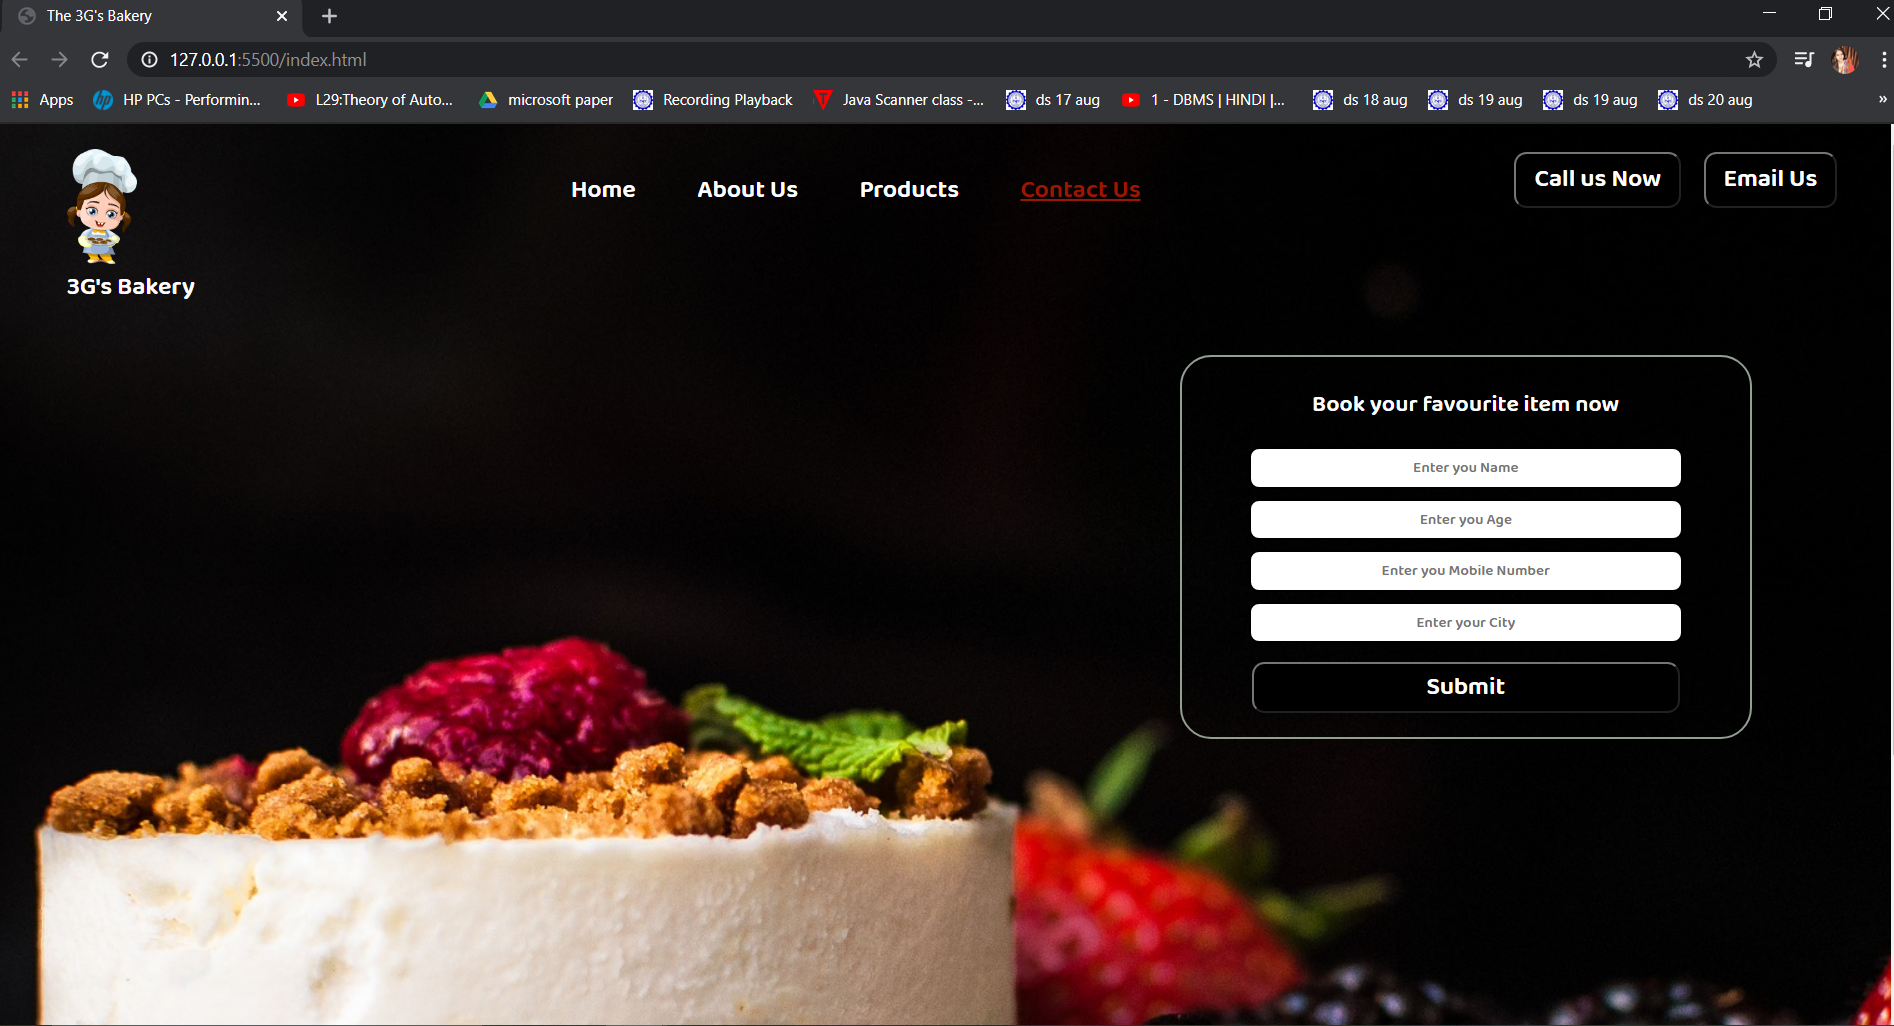 The 3G's Bakery
127.0.0.1:5500/index.html
Apps HP PCs - Performin... L29:Theory of Auto... microsoft paper Recording Playback Java Scanner class -... ds 17 aug 1 - DBMS | HINDI |... ds 18 aug ds 19 aug ds 19 aug ds 20 aug »
Home About Us Products Contact Us Call us Now Email Us
3G's Bakery
Book your favourite item now
Enter you Name
Enter you Age
Enter you Mobile Number
Enter your City
Submit